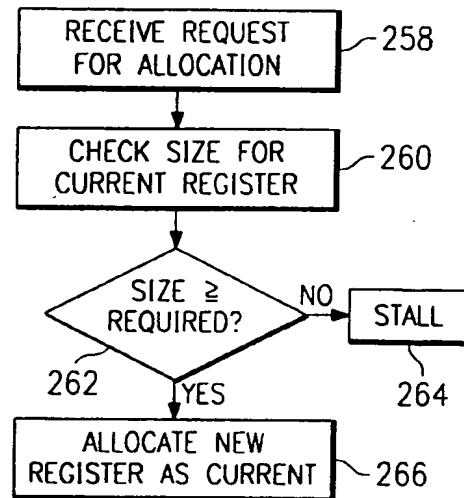 RECEIVE REQUEST
FOR ALLOCATION
258
CHECK SIZE FOR
CURRENT REGISTER
260
SIZE ≧
REQUIRED?
NO
STALL
262
264
YES
ALLOCATE NEW
REGISTER AS CURRENT
266